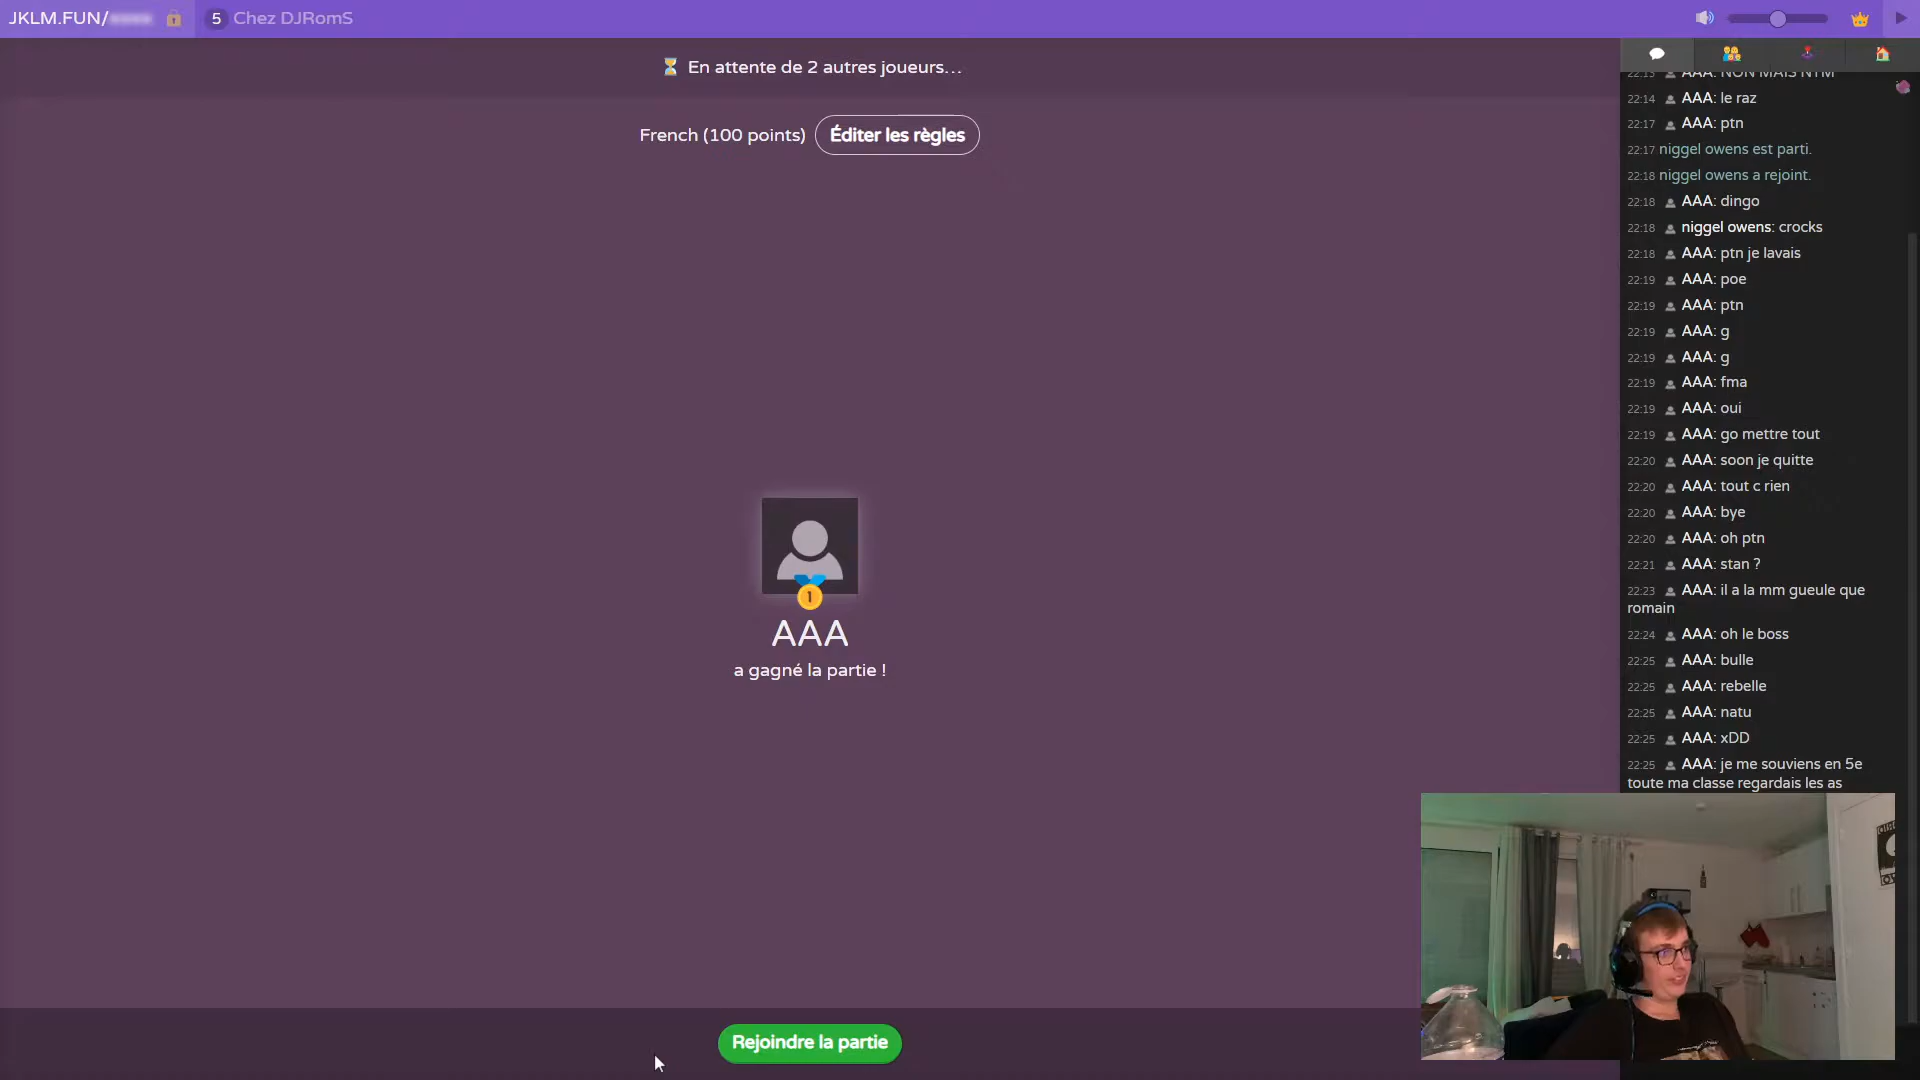 JKLM.FUN/
5 Chez DJRomS
En attente de 2 autres joueurs…
French (100 points) Éditer les règles
AAA
a gagné la partie !
Rejoindre la partie
22:13 AAA: NON MAIS NTM
22:14 AAA: le raz
22:17 AAA: ptn
22:17 niggel owens est parti.
22:18 niggel owens a rejoint.
22:18 AAA: dingo
22:18 niggel owens: crocks
22:18 AAA: ptn je lavais
22:19 AAA: poe
22:19 AAA: ptn
22:19 AAA: g
22:19 AAA: g
22:19 AAA: fma
22:19 AAA: oui
22:19 AAA: go mettre tout
22:20 AAA: soon je quitte
22:20 AAA: tout c rien
22:20 AAA: bye
22:20 AAA: oh ptn
22:21 AAA: stan ?
22:23 AAA: il a la mm gueule que
romain
22:24 AAA: oh le boss
22:25 AAA: bulle
22:25 AAA: rebelle
22:25 AAA: natu
22:25 AAA: xDD
22:25 AAA: je me souviens en 5e
toute ma classe regardais les as